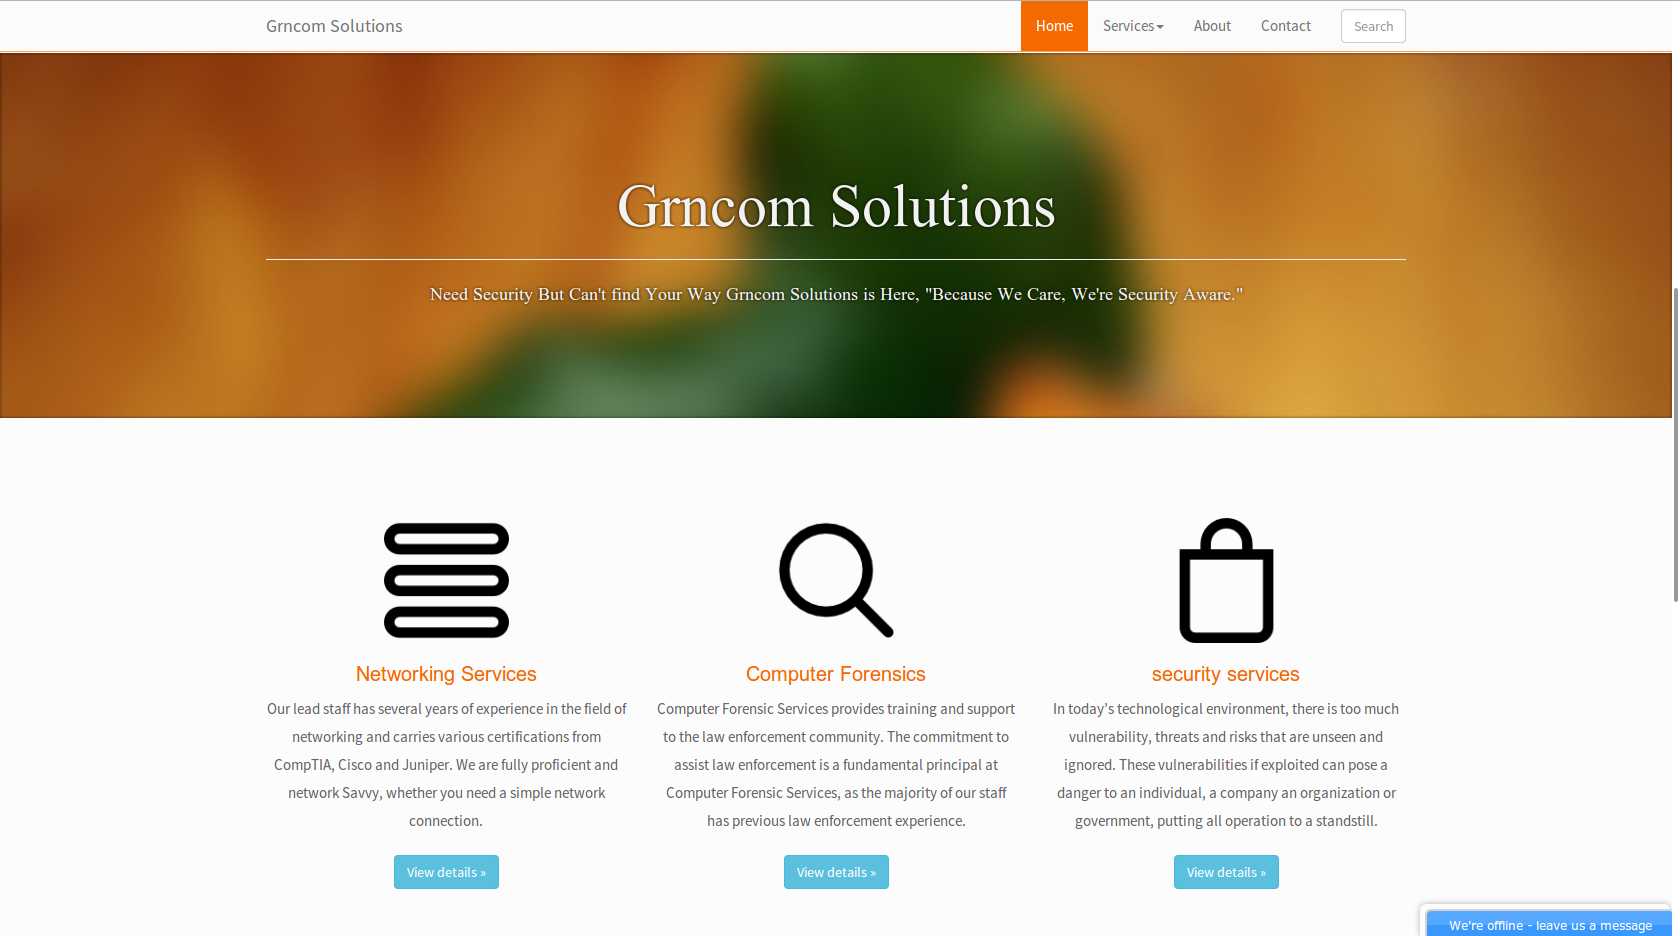 Grncom Solutions
Home
Services
About
Contact
Search
Grncom Solutions
Need Security But Can't find Your Way Grncom Solutions is Here, "Because We Care, We're Security Aware."
Networking Services
Our lead staff has several years of experience in the field of
networking and carries various certifications from
CompTIA, Cisco and Juniper. We are fully proficient and
network Savvy, whether you need a simple network
connection.
View details »
Computer Forensics
Computer Forensic Services provides training and support
to the law enforcement community. The commitment to
assist law enforcement is a fundamental principal at
Computer Forensic Services, as the majority of our staff
has previous law enforcement experience.
View details »
security services
In today's technological environment, there is too much
vulnerability, threats and risks that are unseen and
ignored. These vulnerabilities if exploited can pose a
danger to an individual, a company an organization or
government, putting all operation to a standstill.
View details »
We're offline - leave us a message